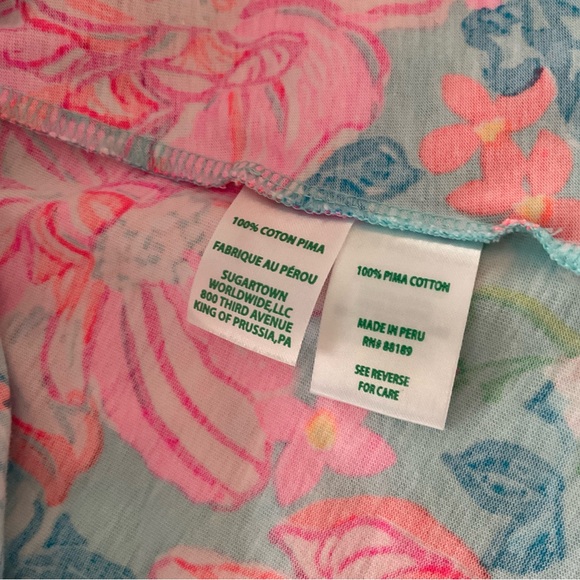 100% COTON PIMA
FABRIQUE AU PÉROU
SUGARTOWN
WORLDWIDE,LLC
800 THIRD AVENUE
KING OF PRUSSIA,PA
100% PIMA COTTON
MADE IN PERU
RN# 88189
SEE REVERSE
FOR CARE